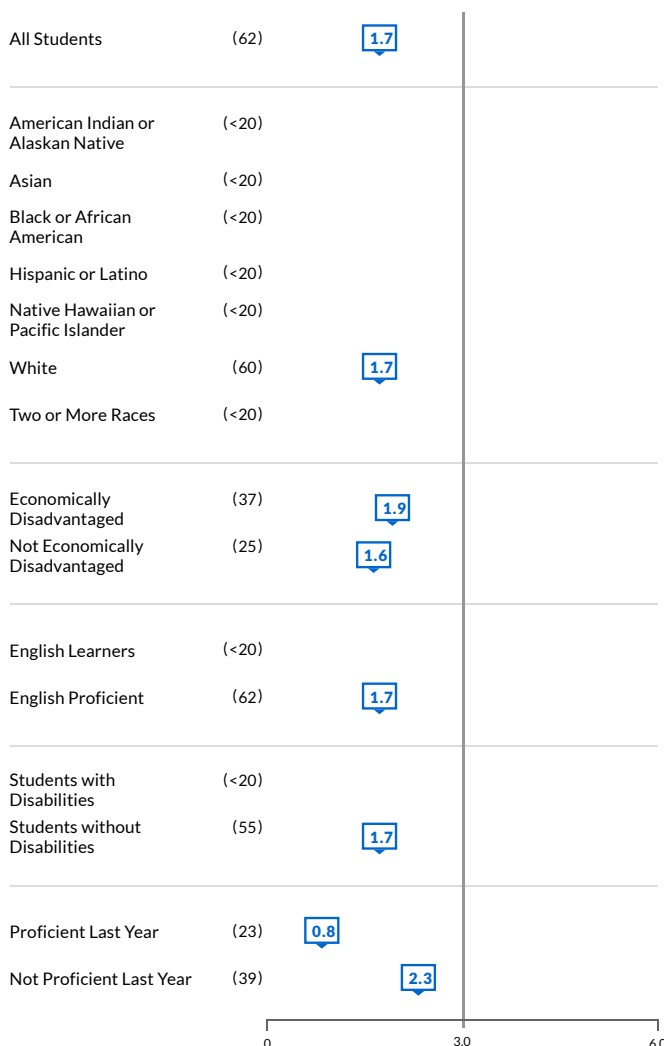 All Students (62) 1.7
American Indian or (<20)
Alaskan Native
Asian (<20)
Black or African (<20)
American
Hispanic or Latino (<20)
Native Hawaiian or (<20)
Pacific Islander
White (60) 1.7
Two or More Races (<20)
Economically (37) 1.9
Disadvantaged
Not Economically (25) 1.6
Disadvantaged
English Learners (<20)
English Proficient (62) 1.7
Students with (<20)
Disabilities
Students without (55) 1.7
Disabilities
Proficient Last Year (23) 0.8
Not Proficient Last Year (39) 2.3
0 3.0 6.0